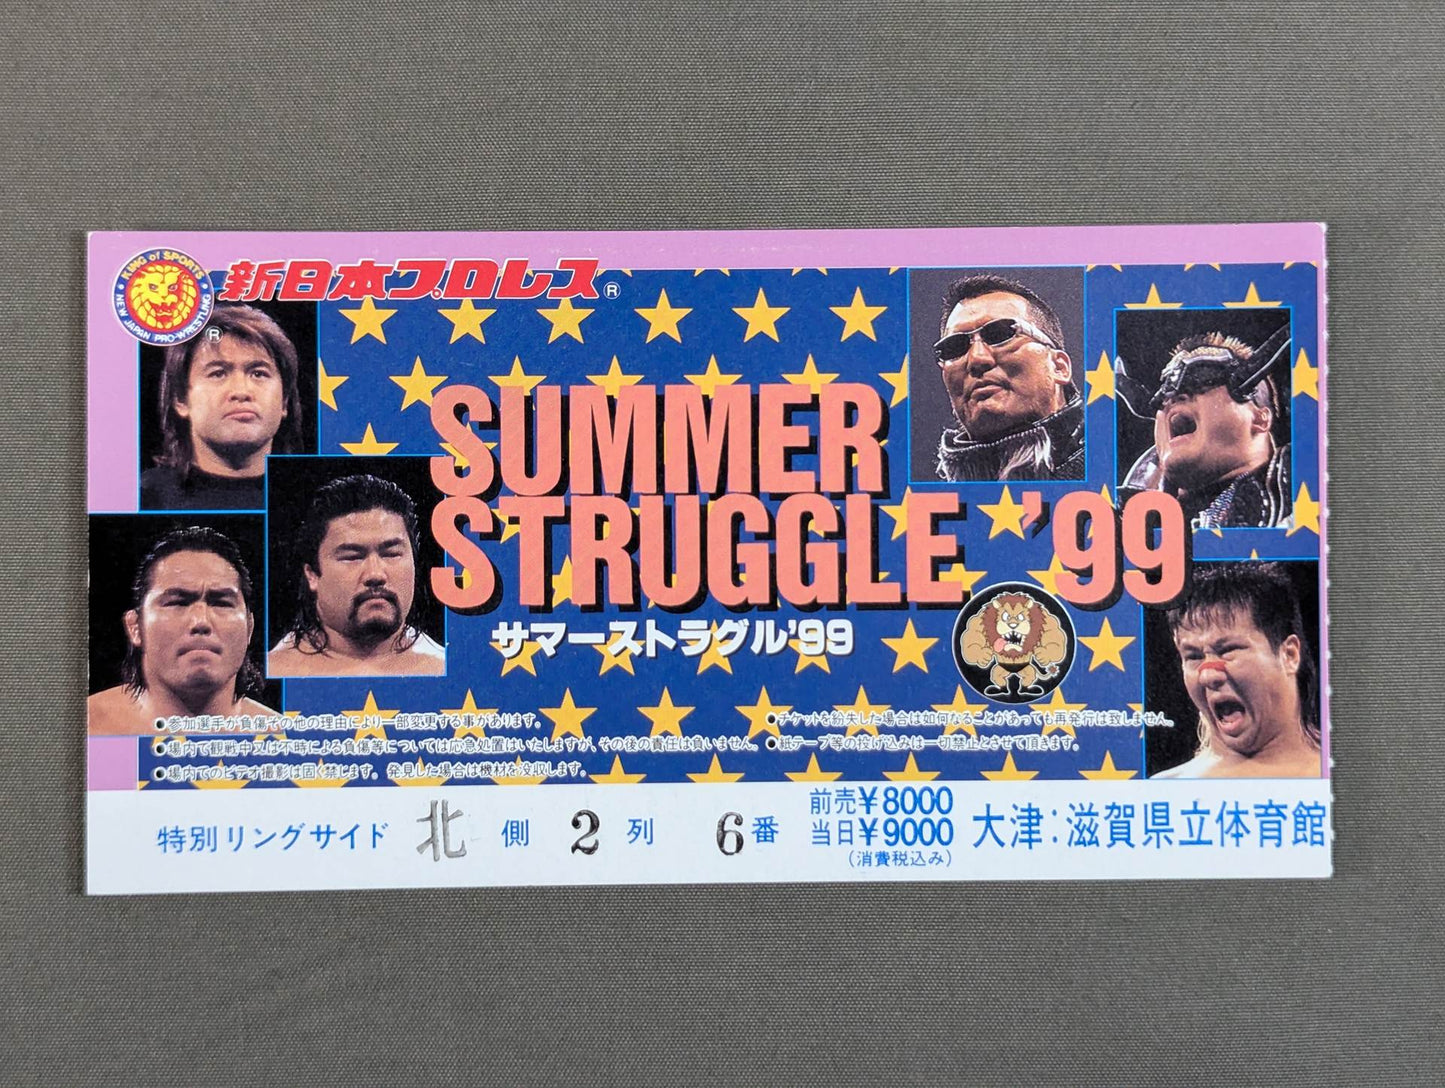 KING of SPORTS
NEW JAPAN PRO-WRESTLING
®
新日本プロレス®
SUMMER
STRUGGLE '99
サマーストラグル'99
●参加選手が負傷その他の理由により一部変更する事があります。
●場内で観戦中又は不時による負傷等については応急処置はいたしますが、その後の責任は負いません。
●場内でのビデオ撮影は固く禁じます。発見した場合は機材を没収します。
●チケットを紛失した場合は如何なることがあっても再発行は致しません。
●紙テープ等の投げ込みは一切禁止とさせて頂きます。
特別リングサイド 北 側 2 列 6 番
前売¥8000
当日¥9000
(消費税込み)
大津:滋賀県立体育館